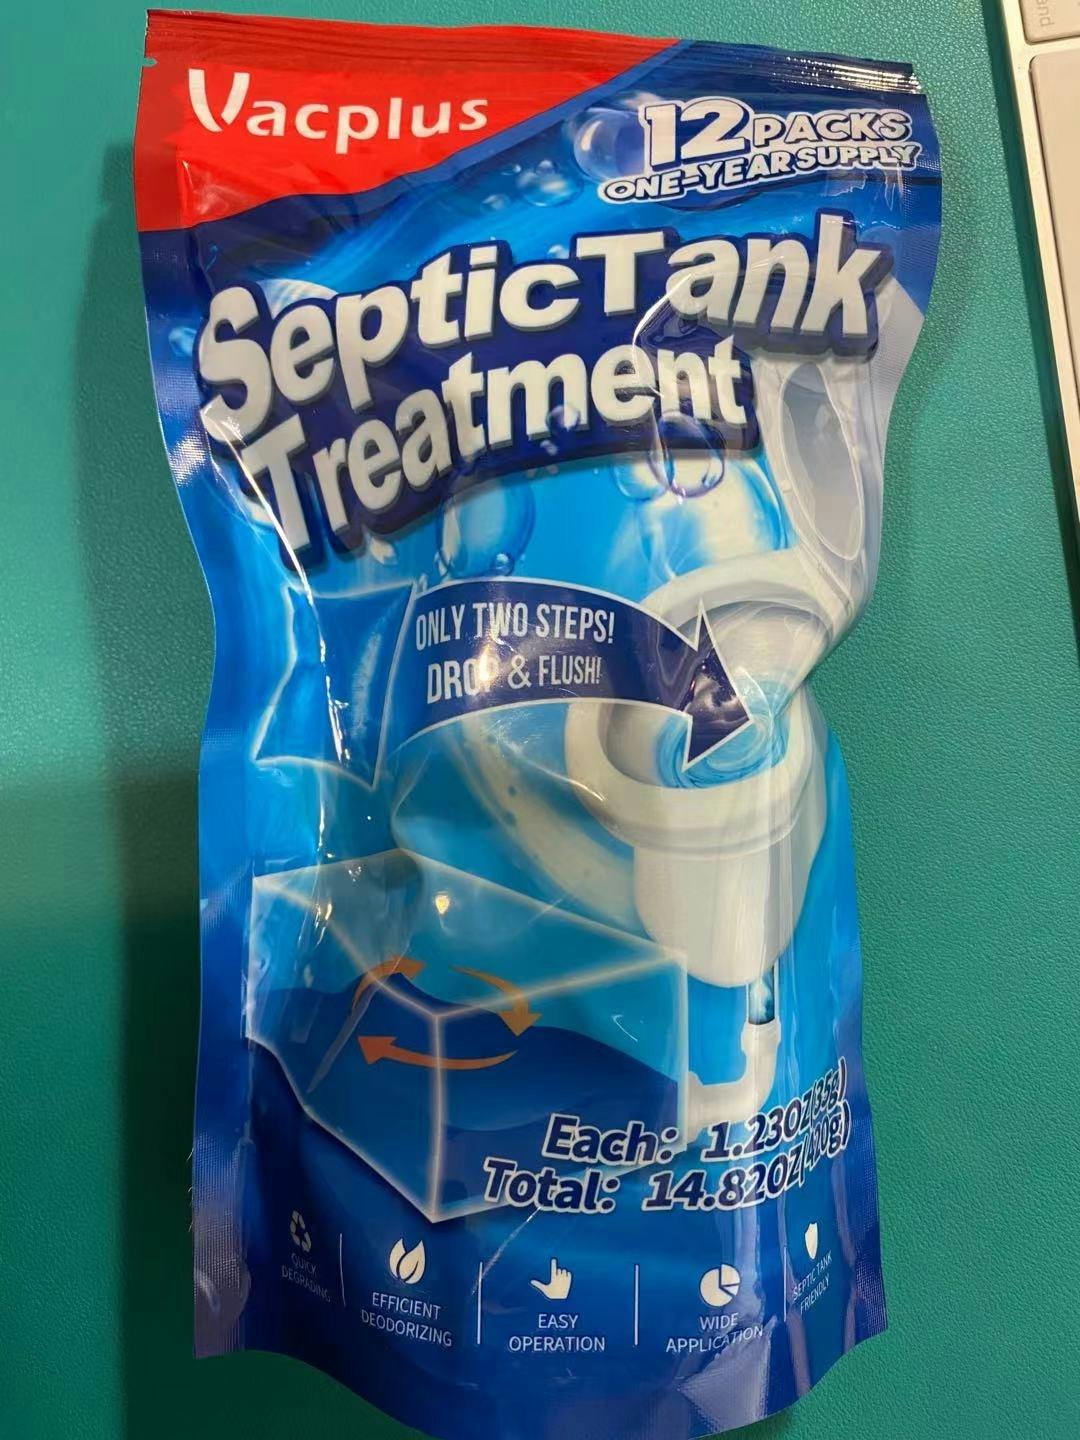 Vacplus
12 PACKS
ONE-YEAR SUPPLY
Septic Tank
Treatment
ONLY TWO STEPS!
DROP & FLUSH!
Each: 1.23OZ(35g)
Total: 14.82OZ(420g)
QUICK
DEGRADING
EFFICIENT
DEODORIZING
EASY
OPERATION
WIDE
APPLICATION
SEPTIC TANK
FRIENDLY